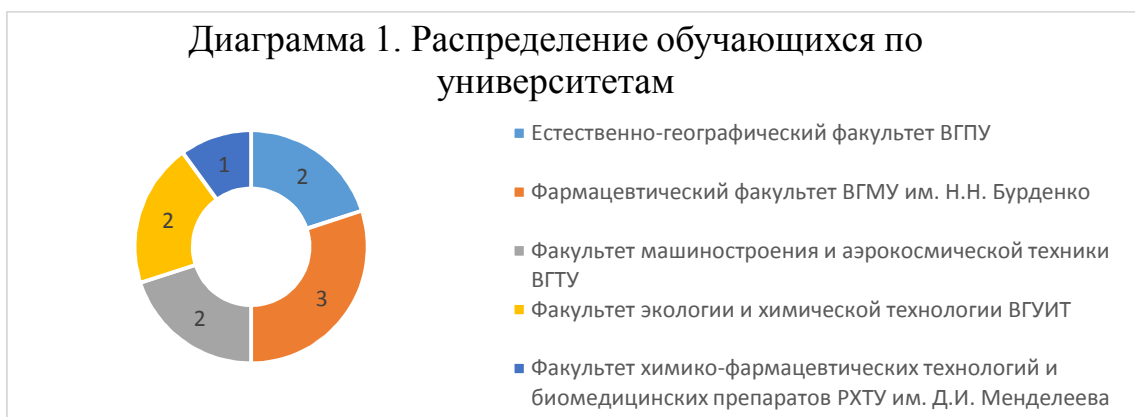 Диаграмма 1. Распределение обучающихся по
университетам
1
2
2
3
2
Естественно-географический факультет ВГПУ
Фармацевтический факультет ВГМУ им. Н.Н. Бурденко
Факультет машиностроения и аэрокосмической техники
ВГТУ
Факультет экологии и химической технологии ВГУИТ
Факультет химико-фармацевтических технологий и
биомедицинских препаратов РХТУ им. Д.И. Менделеева